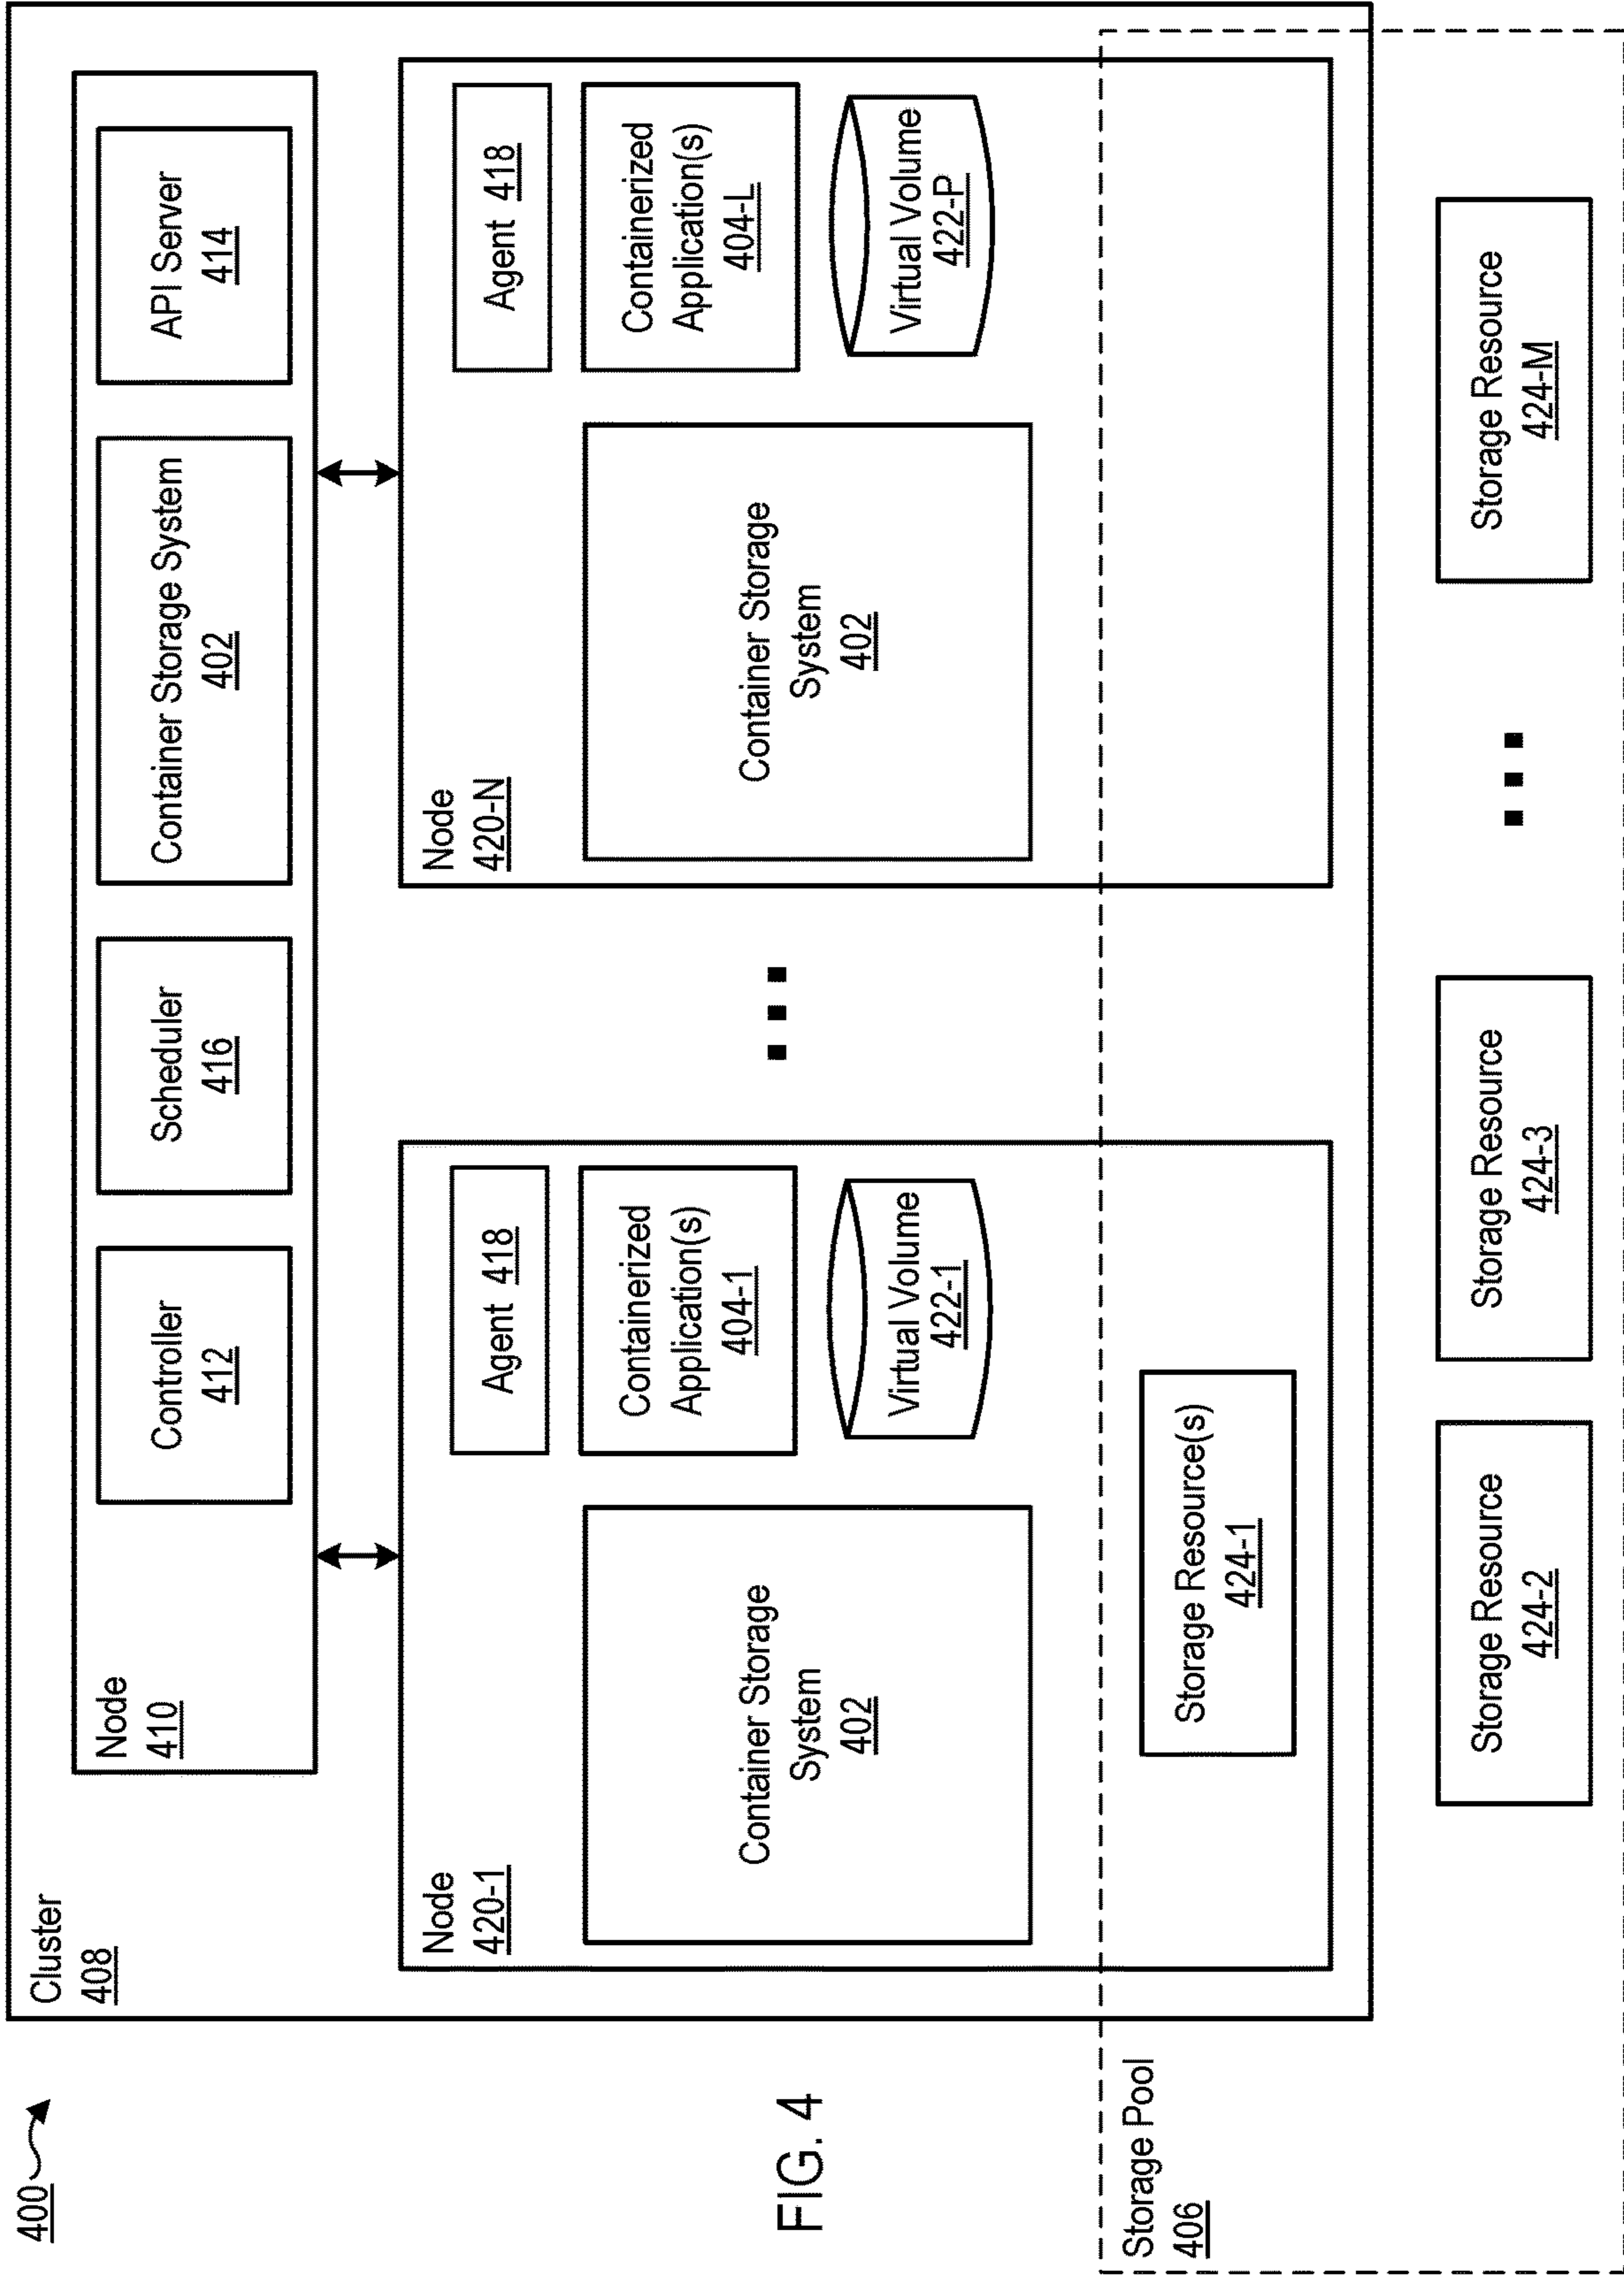 400
Cluster
408
Node
410
Controller
412
Scheduler
416
Container Storage System
402
API Server
414
Node
420-1
Agent 418
Container Storage
System
402
Containerized
Application(s)
404-1
Virtual Volume
422-1
Storage Resource(s)
424-1
Node
420-N
Agent 418
Container Storage
System
402
Containerized
Application(s)
404-L
Virtual Volume
422-P
Storage Pool
406
Storage Resource
424-2
Storage Resource
424-3
Storage Resource
424-M
FIG. 4